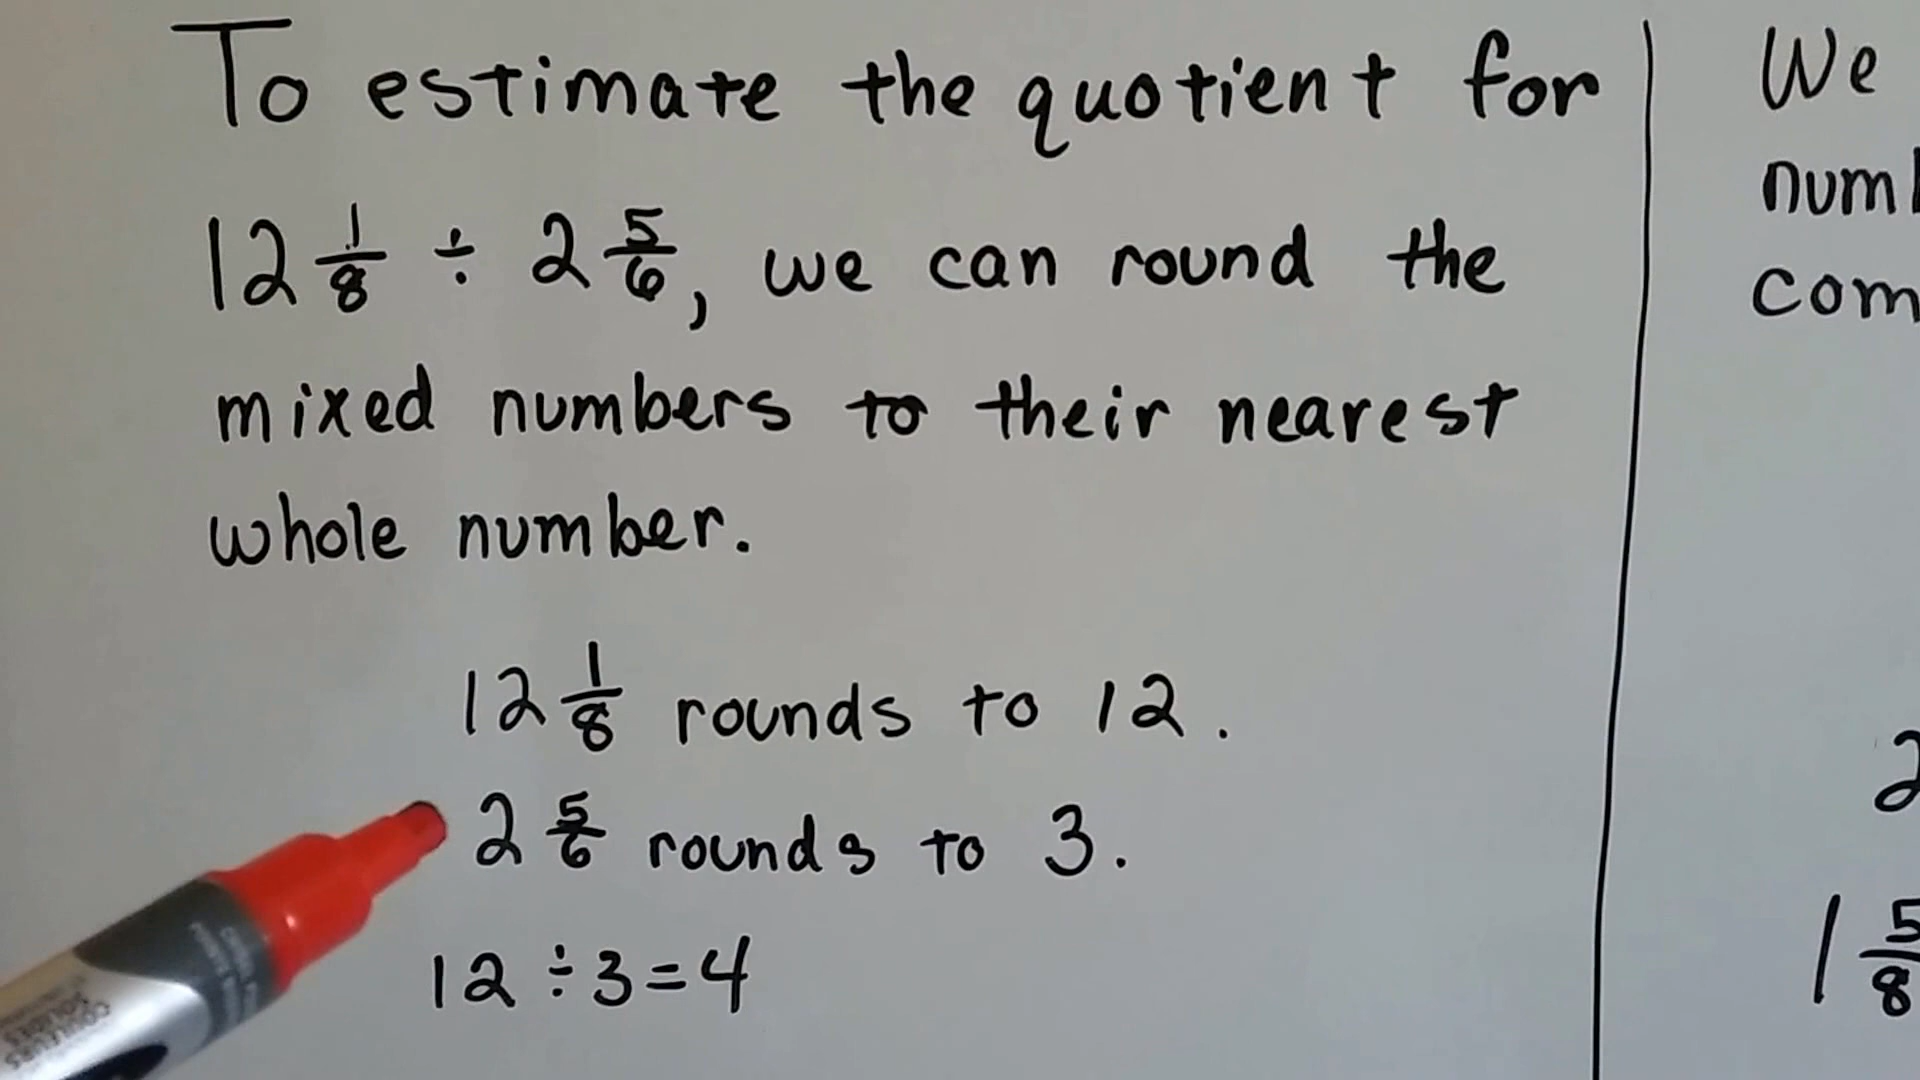 To estimate the quotient for
12 1/8 ÷ 2 5/6, we can round the
mixed numbers to their nearest
whole number.
12 1/8 rounds to 12.
2 5/6 rounds to 3.
12 ÷ 3 = 4
We
num
com
2
1 5/8